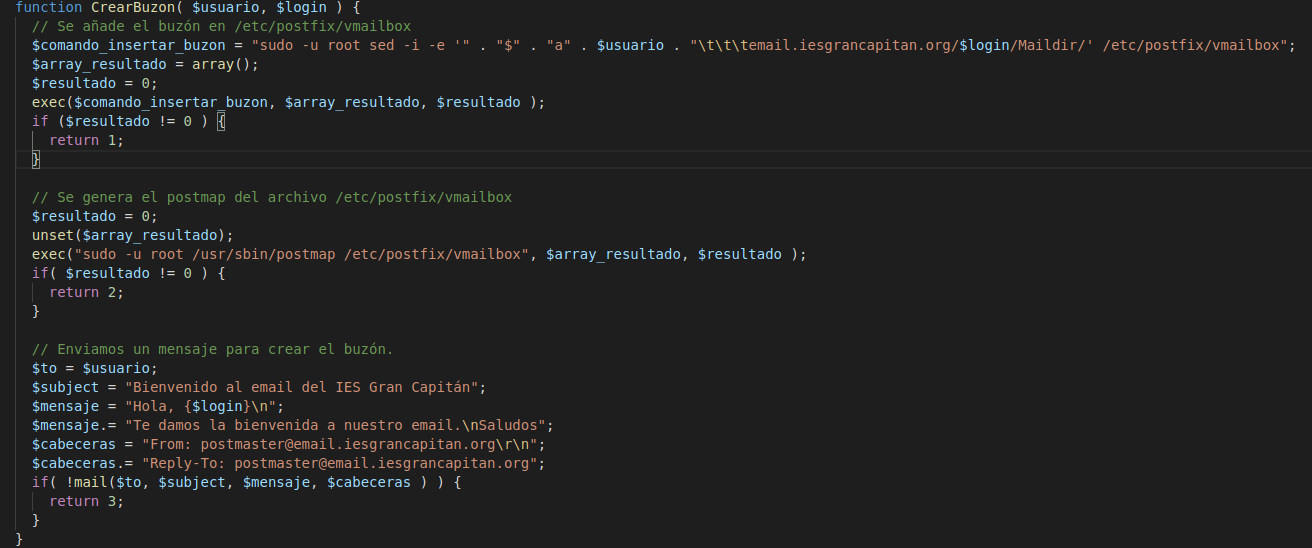 function CrearBuzon( $usuario, $login ) {
// Se añade el buzón en /etc/postfix/vmailbox
$comando_insertar_buzon = "sudo -u root sed -i -e '" . "$" . "a" . $usuario . "\t\t\temail.iesgrancapitan.org/$login/Maildir/' /etc/postfix/vmailbox";
$array_resultado = array();
$resultado = 0;
exec($comando_insertar_buzon, $array_resultado, $resultado );
if ($resultado != 0 ) {
return 1;
}
// Se genera el postmap del archivo /etc/postfix/vmailbox
$resultado = 0;
unset($array_resultado);
exec("sudo -u root /usr/sbin/postmap /etc/postfix/vmailbox", $array_resultado, $resultado );
if( $resultado != 0 ) {
return 2;
}
// Enviamos un mensaje para crear el buzón.
$to = $usuario;
$subject = "Bienvenido al email del IES Gran Capitán";
$mensaje = "Hola, {$login}\n";
$mensaje.= "Te damos la bienvenida a nuestro email.\nSaludos";
$cabeceras = "From: postmaster@email.iesgrancapitan.org\r\n";
$cabeceras.= "Reply-To: postmaster@email.iesgrancapitan.org";
if( !mail($to, $subject, $mensaje, $cabeceras ) ) {
return 3;
}
}